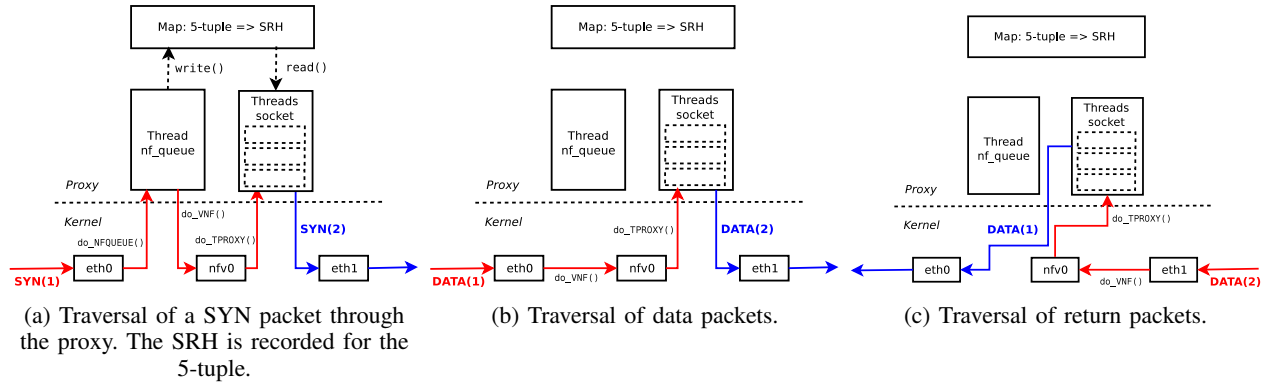 Map: 5-tuple => SRH
write()
read()
Thread
nf_queue
Threads
socket
Proxy
Kernel
do_VNF()
do_NFQUEUE()
do_TPROXY()
SYN(2)
SYN(1)
eth0
nfv0
eth1
(a) Traversal of a SYN packet through
the proxy. The SRH is recorded for the
5-tuple.
Map: 5-tuple => SRH
Thread
nf_queue
Threads
socket
Proxy
Kernel
do_TPROXY()
DATA(2)
DATA(1)
eth0
do_VNF()
nfv0
eth1
(b) Traversal of data packets.
Map: 5-tuple => SRH
Thread
nf_queue
Threads
socket
Proxy
Kernel
DATA(1)
do_TPROXY()
eth0
nfv0
do_VNF()
eth1
DATA(2)
(c) Traversal of return packets.